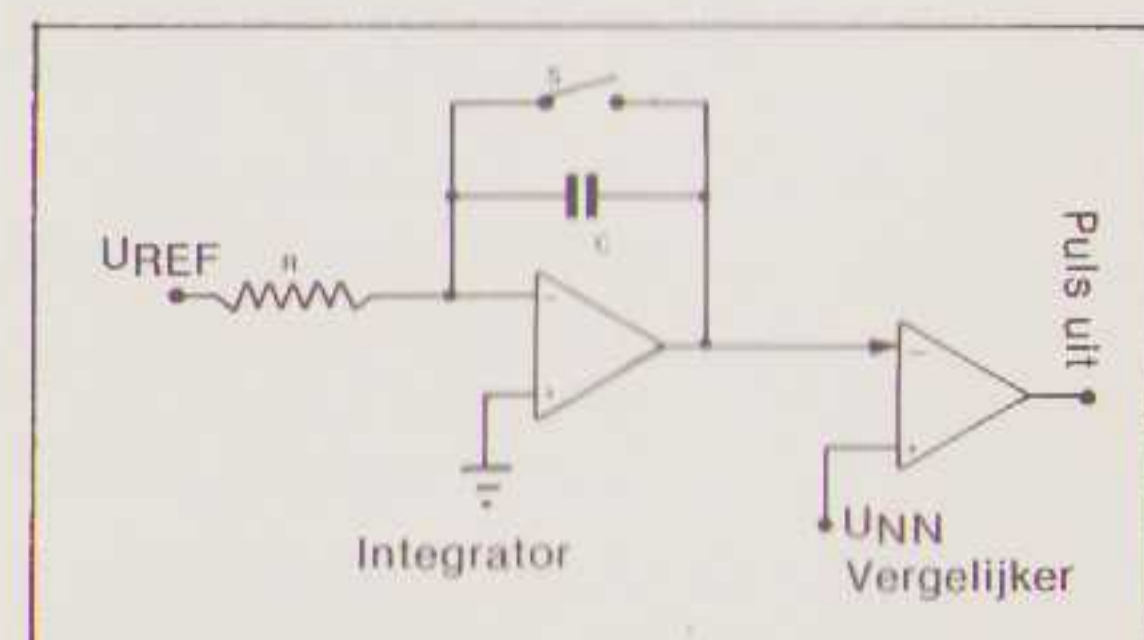 S
C
UREF
R
-
+
Integrator
-
+
UNN
Vergelijker
Puls uit